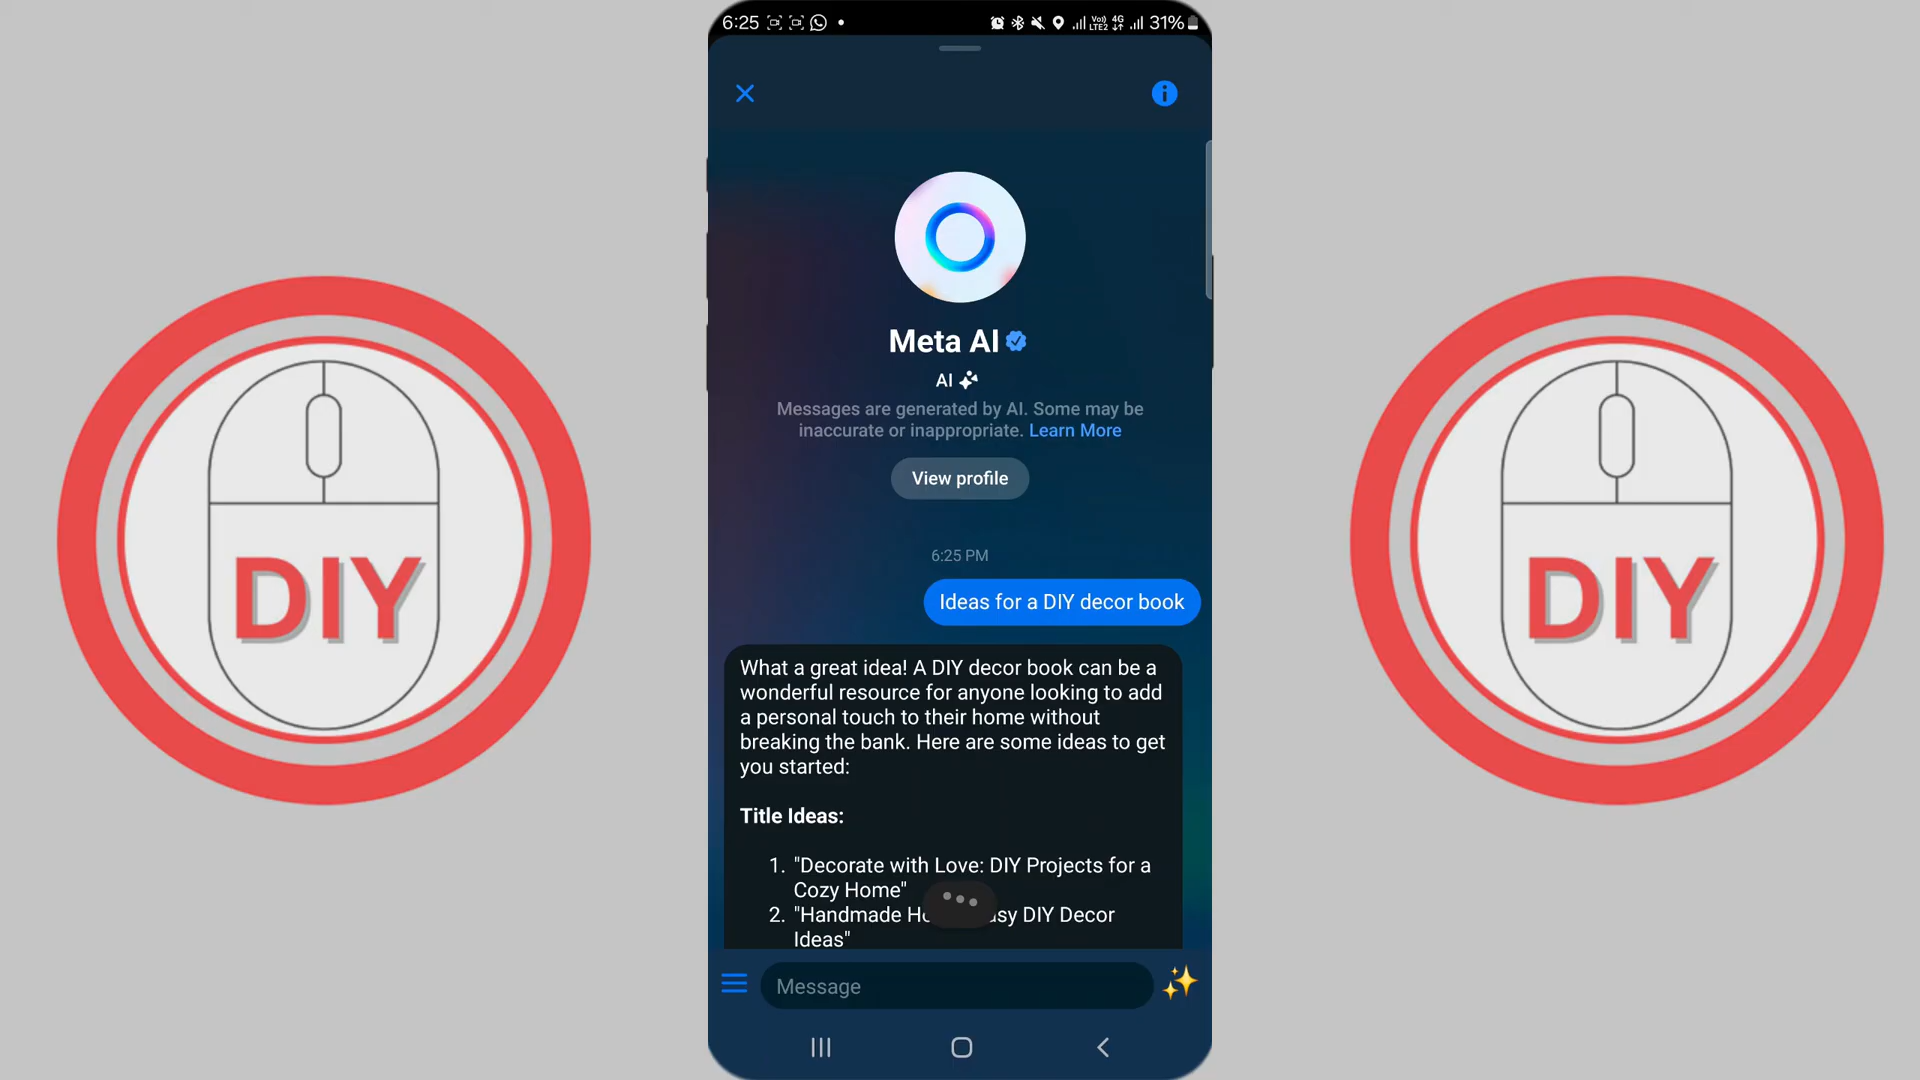 6:25
Vo)) 4G 31%
LTE2
Meta AI
AI
Messages are generated by AI. Some may be
inaccurate or inappropriate. Learn More
View profile
6:25 PM
Ideas for a DIY decor book
What a great idea! A DIY decor book can be a
wonderful resource for anyone looking to add
a personal touch to their home without
breaking the bank. Here are some ideas to get
you started:
Title Ideas:
1. "Decorate with Love: DIY Projects for a
Cozy Home"
2. "Handmade DIY Decor
Ideas"
Message
DIY
DIY